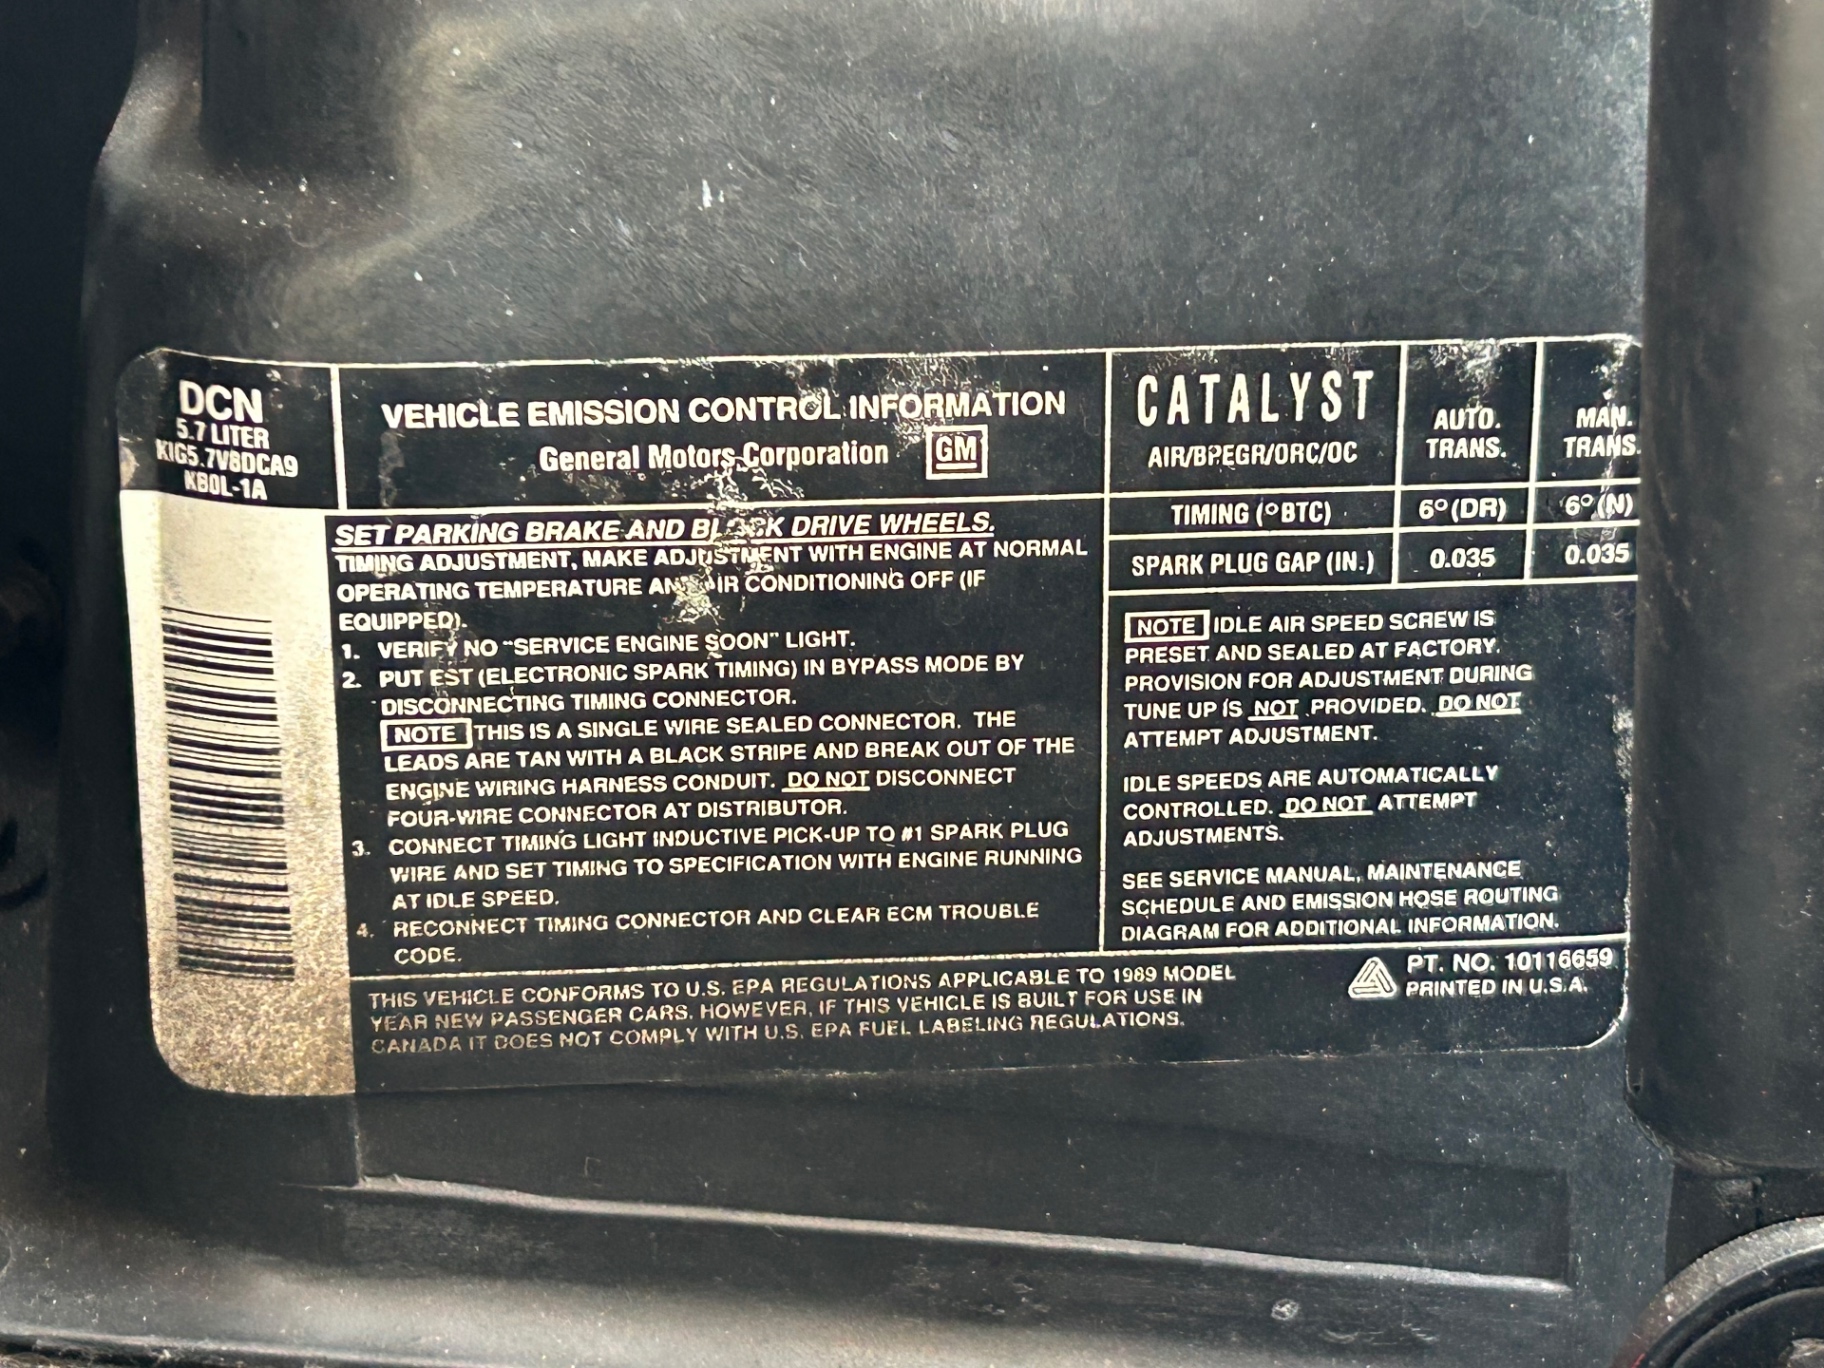 DCN
5.7 LITER
KIG5.7V8DCA9
KB0L-1A
VEHICLE EMISSION CONTROL INFORMATION
General Motors Corporation GM
SET PARKING BRAKE AND BLOCK DRIVE WHEELS.
TIMING ADJUSTMENT, MAKE ADJUSTMENT WITH ENGINE AT NORMAL
OPERATING TEMPERATURE AND AIR CONDITIONING OFF (IF
EQUIPPED).
1. VERIFY NO "SERVICE ENGINE SOON" LIGHT.
2. PUT EST (ELECTRONIC SPARK TIMING) IN BYPASS MODE BY
DISCONNECTING TIMING CONNECTOR.
NOTE THIS IS A SINGLE WIRE SEALED CONNECTOR. THE
LEADS ARE TAN WITH A BLACK STRIPE AND BREAK OUT OF THE
ENGINE WIRING HARNESS CONDUIT. DO NOT DISCONNECT
FOUR-WIRE CONNECTOR AT DISTRIBUTOR.
3. CONNECT TIMING LIGHT INDUCTIVE PICK-UP TO #1 SPARK PLUG
WIRE AND SET TIMING TO SPECIFICATION WITH ENGINE RUNNING
AT IDLE SPEED.
4. RECONNECT TIMING CONNECTOR AND CLEAR ECM TROUBLE
CODE.
CATALYST
AIR/BPEGR/ORC/OC
AUTO.
TRANS.
MAN.
TRANS.
TIMING (°BTC) 6° (DR) 6° (N)
SPARK PLUG GAP (IN.) 0.035 0.035
NOTE IDLE AIR SPEED SCREW IS
PRESET AND SEALED AT FACTORY.
PROVISION FOR ADJUSTMENT DURING
TUNE UP IS NOT PROVIDED. DO NOT
ATTEMPT ADJUSTMENT.
IDLE SPEEDS ARE AUTOMATICALLY
CONTROLLED. DO NOT ATTEMPT
ADJUSTMENTS.
SEE SERVICE MANUAL, MAINTENANCE
SCHEDULE AND EMISSION HOSE ROUTING
DIAGRAM FOR ADDITIONAL INFORMATION.
THIS VEHICLE CONFORMS TO U.S. EPA REGULATIONS APPLICABLE TO 1989 MODEL
YEAR NEW PASSENGER CARS. HOWEVER, IF THIS VEHICLE IS BUILT FOR USE IN
CANADA IT DOES NOT COMPLY WITH U.S. EPA FUEL LABELING REGULATIONS.
PT. NO. 10116659
PRINTED IN U.S.A.